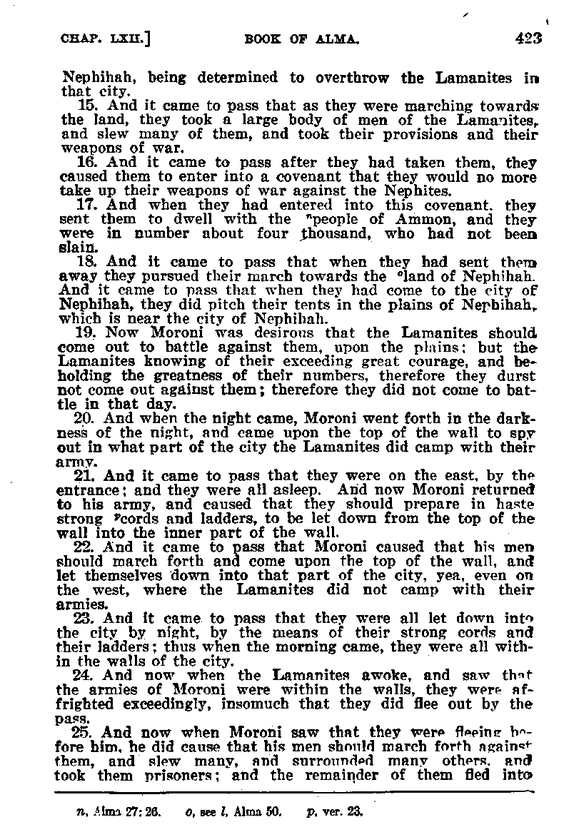 CHAP. LXII.] BOOK OF ALMA. 423
Nephihah, being determined to overthrow the Lamanites in
that city.
15. And it came to pass that as they were marching towards
the land, they took a large body of men of the Lamanites,
and slew many of them, and took their provisions and their
weapons of war.
16. And it came to pass after they had taken them, they
caused them to enter into a covenant that they would no more
take up their weapons of war against the Nephites.
17. And when they had entered into this covenant. they
sent them to dwell with the ⁿpeople of Ammon, and they
were in number about four thousand, who had not been
slain.
18. And it came to pass that when they had sent them
away they pursued their march towards the ᵒland of Nephihah.
And it came to pass that when they had come to the city of
Nephihah, they did pitch their tents in the plains of Nephihah,
which is near the city of Nephihah.
19. Now Moroni was desirous that the Lamanites should
come out to battle against them, upon the plains; but the
Lamanites knowing of their exceeding great courage, and be-
holding the greatness of their numbers, therefore they durst
not come out against them; therefore they did not come to bat-
tle in that day.
20. And when the night came, Moroni went forth in the dark-
ness of the night, and came upon the top of the wall to spy
out in what part of the city the Lamanites did camp with their
army.
21. And it came to pass that they were on the east, by the
entrance; and they were all asleep. And now Moroni returned
to his army, and caused that they should prepare in haste
strong ᵖcords and ladders, to be let down from the top of the
wall into the inner part of the wall.
22. And it came to pass that Moroni caused that his men
should march forth and come upon the top of the wall, and
let themselves down into that part of the city, yea, even on
the west, where the Lamanites did not camp with their
armies.
23. And it came to pass that they were all let down into
the city by night, by the means of their strong cords and
their ladders; thus when the morning came, they were all with-
in the walls of the city.
24. And now when the Lamanites awoke, and saw that
the armies of Moroni were within the walls, they were af-
frighted exceedingly, insomuch that they did flee out by the
pass.
25. And now when Moroni saw that they were fleeing be-
fore him, he did cause that his men should march forth against
them, and slew many, and surrounded many others, and
took them prisoners; and the remainder of them fled into
n, Alma 27: 26. o, see l, Alma 50. p, ver. 23.